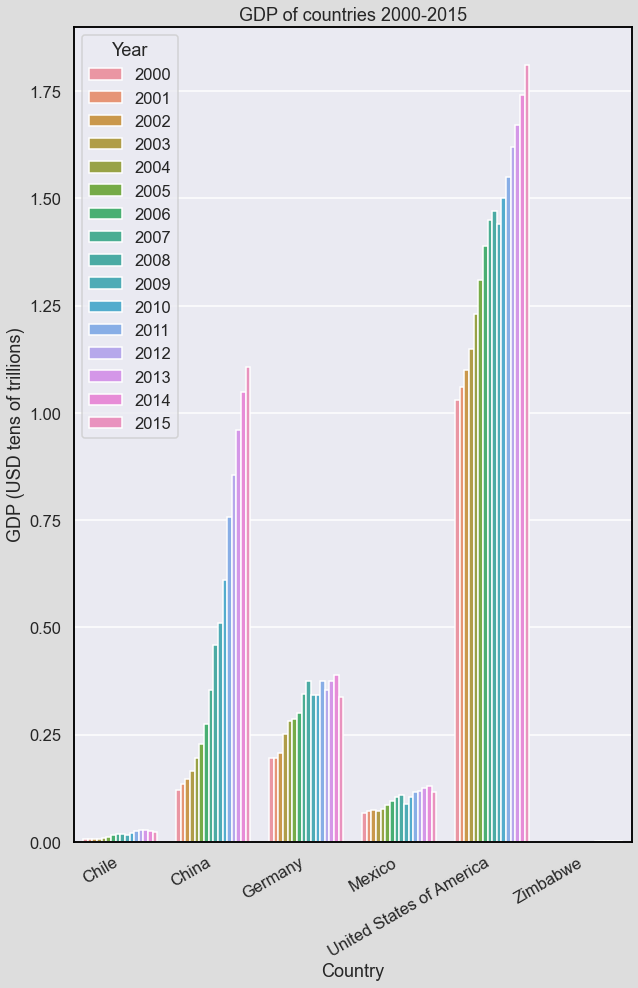 GDP of countries 2000-2015
Year
2000
2001
2002
2003
2004
2005
2006
2007
2008
2009
2010
2011
2012
2013
2014
2015
1.75
1.50
1.25
1.00
0.75
0.50
0.25
0.00
GDP (USD tens of trillions)
Chile
China
Germany
Mexico
United States of America
Zimbabwe
Country